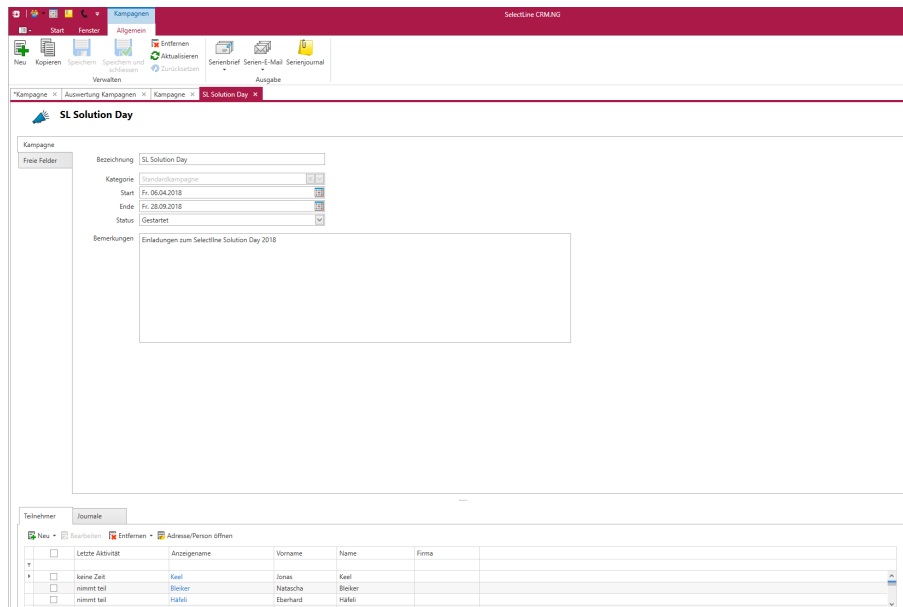 Kampagnen
SelectLine CRM.NG
Start Fenster Allgemein
Neu Kopieren Speichern Speichern und schliessen
Entfernen
Aktualisieren
Zurücksetzen
Serienbrief Serien-E-Mail Serienjournal
Verwalten Ausgabe
*Kampagne × Auswertung Kampagnen × Kampagne × SL Solution Day ×
SL Solution Day
Kampagne
Freie Felder
Bezeichnung SL Solution Day
Kategorie Standardkampagne
Start Fr. 06.04.2018
Ende Fr. 28.09.2018
Status Gestartet
Bemerkungen Einladungen zum SelectIIne Solution Day 2018
Teilnehmer Journale
Neu Bearbeiten Entfernen Adresse/Person öffnen
Letzte Aktivität Anzeigename Vorname Name Firma
keine Zeit Keel Jonas Keel
nimmt teil Bleiker Natascha Bleiker
nimmt teil Häfeli Eberhard Häfeli